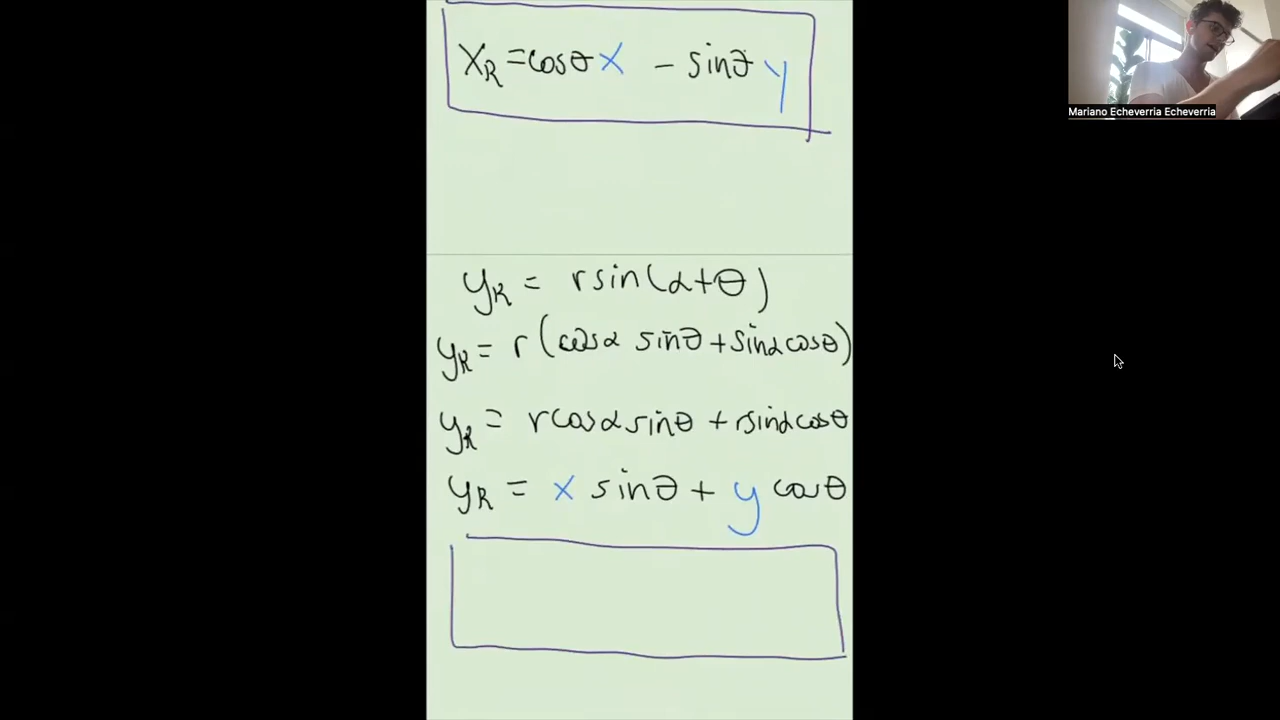 x_R = cosθ x - sinθ y
Mariano Echeverria Echeverria
y_R = r sin(α+θ)
y_R = r(cosα sinθ + sinα cosθ)
y_R = r cosα sinθ + r sinα cosθ
y_R = x sinθ + y cosθ